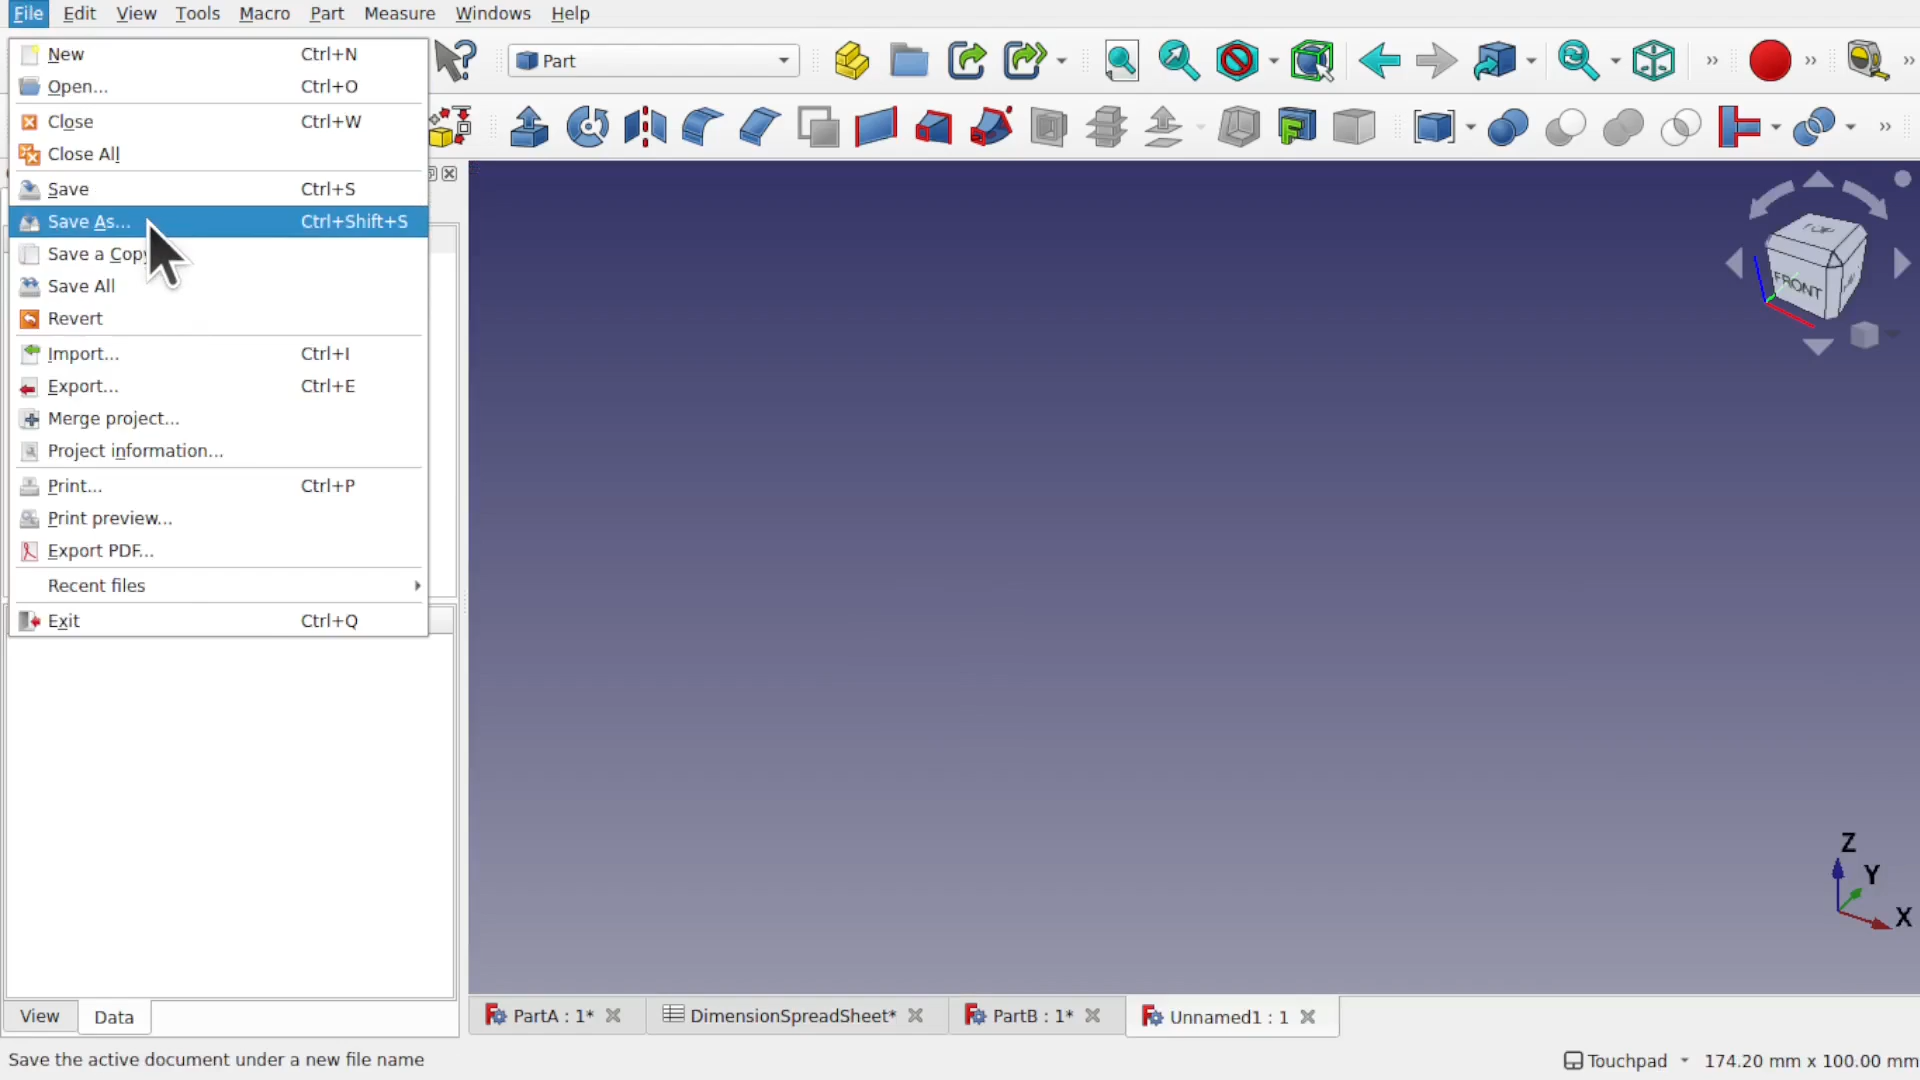 File Edit View Tools Macro Part Measure Windows Help
New Ctrl+N
Open... Ctrl+O
Close Ctrl+W
Close All
Save Ctrl+S
Save As... Ctrl+Shift+S
Save a Copy
Save All
Revert
Import... Ctrl+I
Export... Ctrl+E
Merge project...
Project information...
Print... Ctrl+P
Print preview...
Export PDF...
Recent files
Exit Ctrl+Q
Part
TOP
FRONT
Z
Y
X
View Data
PartA : 1* DimensionSpreadSheet* PartB : 1* Unnamed1 : 1
Save the active document under a new file name
Touchpad 174.20 mm x 100.00 mm